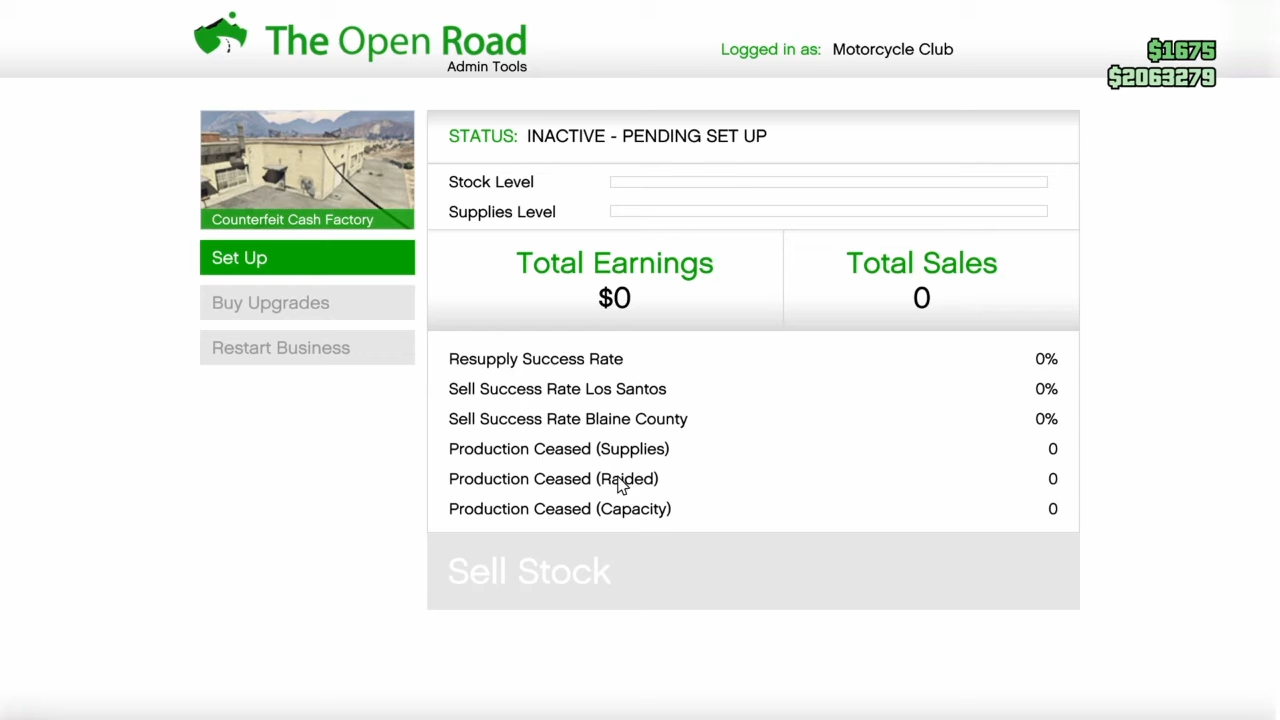 The Open Road
Admin Tools
Logged in as: Motorcycle Club
$1675
$2063279
Counterfeit Cash Factory
Set Up
Buy Upgrades
Restart Business
STATUS: INACTIVE - PENDING SET UP
Stock Level
Supplies Level
Total Earnings
$0
Total Sales
0
Resupply Success Rate 0%
Sell Success Rate Los Santos 0%
Sell Success Rate Blaine County 0%
Production Ceased (Supplies) 0
Production Ceased (Raided) 0
Production Ceased (Capacity) 0
Sell Stock